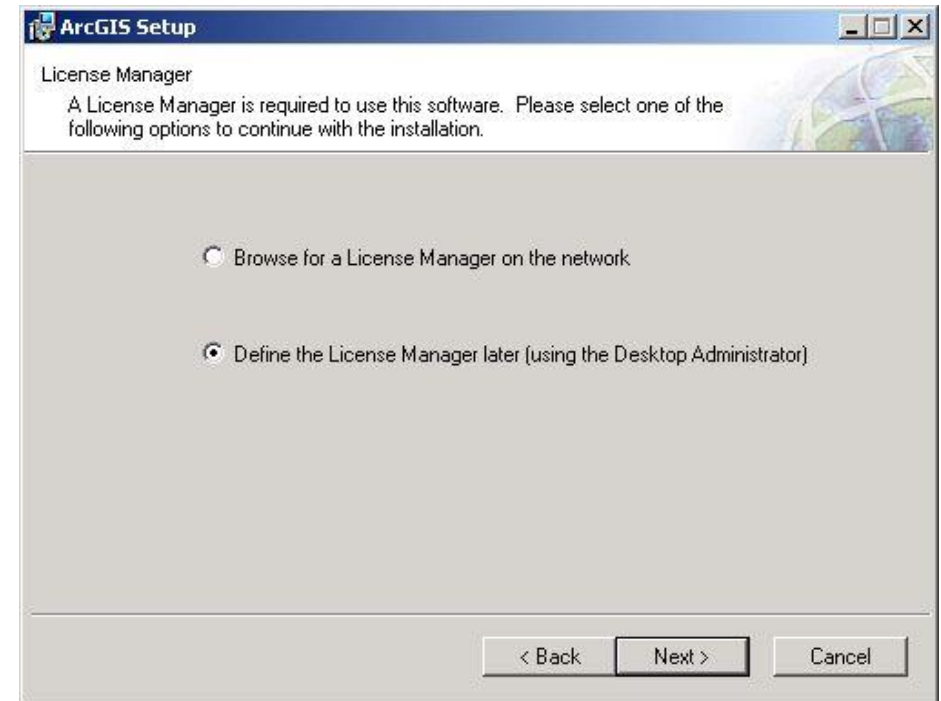 ArcGIS Setup
License Manager
A License Manager is required to use this software. Please select one of the
following options to continue with the installation.
Browse for a License Manager on the network
Define the License Manager later (using the Desktop Administrator)
< Back Next > Cancel